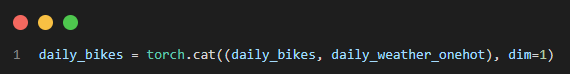 1 daily_bikes = torch.cat((daily_bikes, daily_weather_onehot), dim=1)